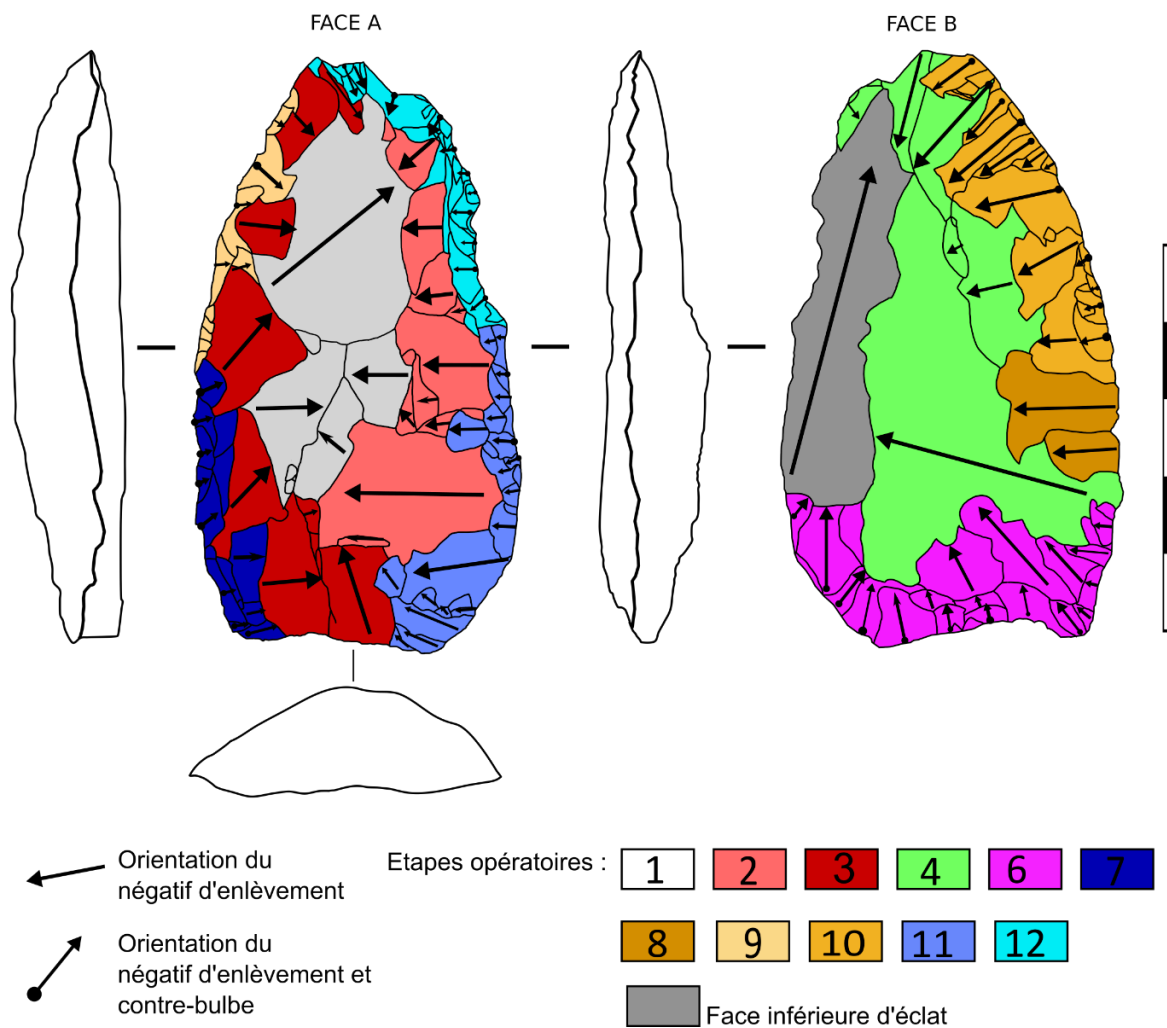 FACE A
FACE B
Orientation du
négatif d'enlèvement
Orientation du
négatif d'enlèvement et
contre-bulbe
Etapes opératoires :
1 2 3 4 6 7
8 9 10 11 12
Face inférieure d'éclat